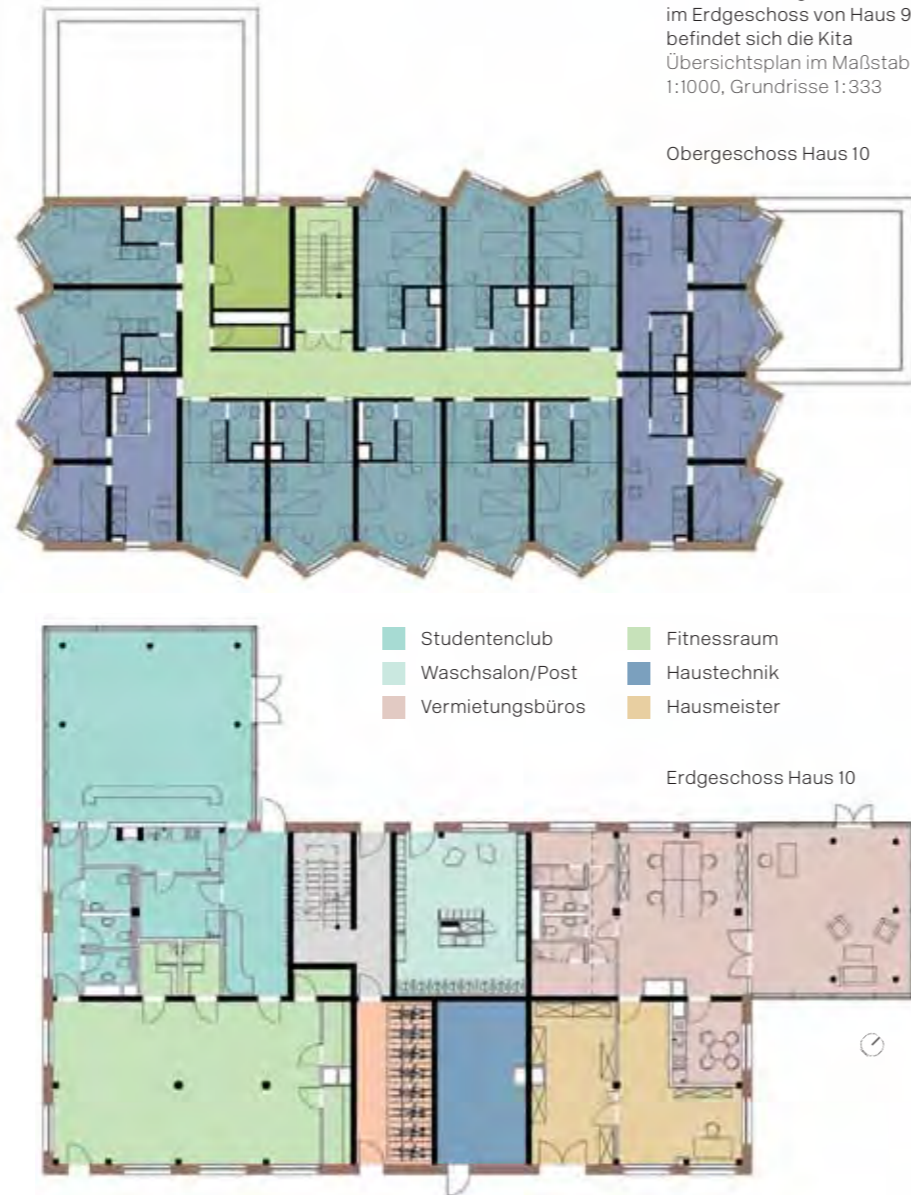 im Erdgeschoss von Haus 9
befindet sich die Kita
Übersichtsplan im Maßstab
1:1000, Grundrisse 1:333
Obergeschoss Haus 10
Studentenclub
Waschsalon/Post
Vermietungsbüros
Fitnessraum
Haustechnik
Hausmeister
Erdgeschoss Haus 10